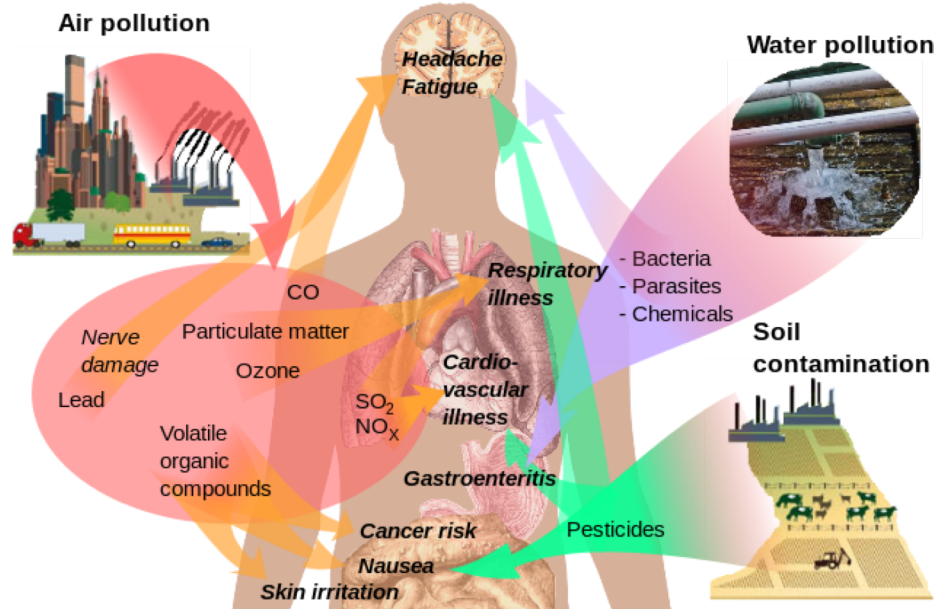 Air pollution
Water pollution
Headache
Fatigue
- Bacteria
- Parasites
- Chemicals
Respiratory
illness
CO
Particulate matter
Nerve
damage
Ozone
Lead
SO2
NOX
Cardio-
vascular
illness
Soil
contamination
Volatile
organic
compounds
Gastroenteritis
Pesticides
Cancer risk
Nausea
Skin irritation